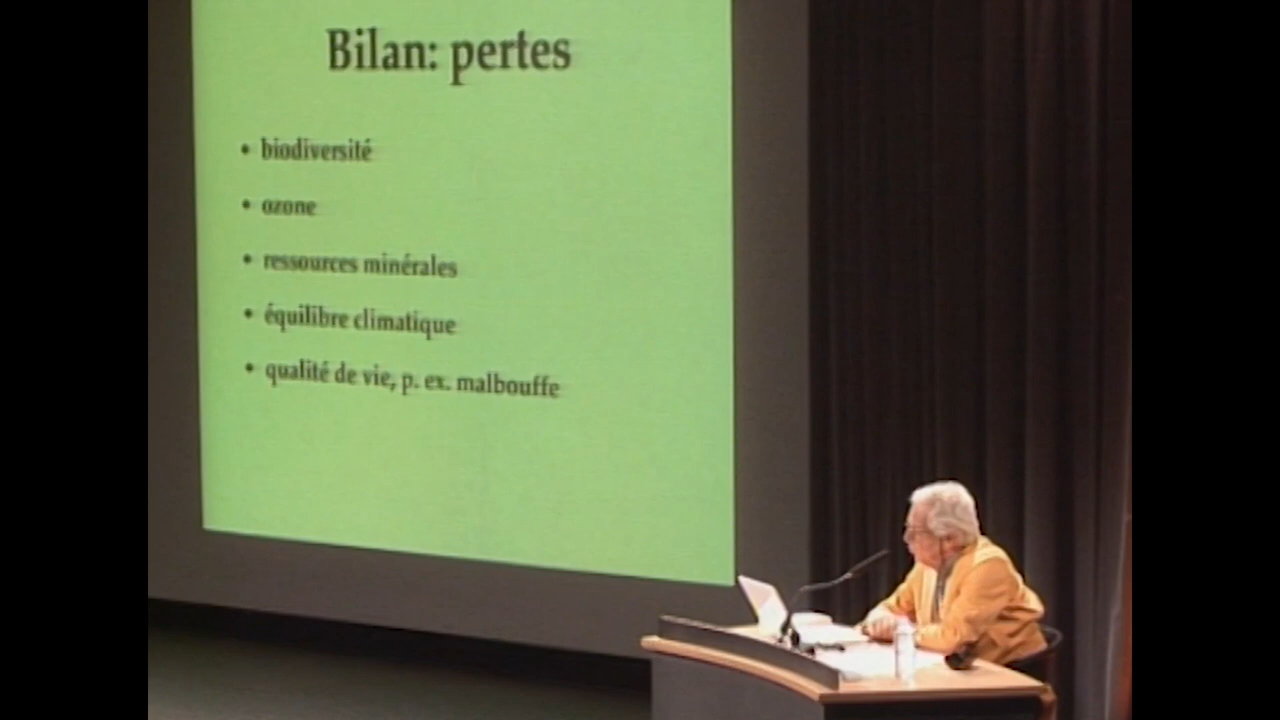 Bilan: pertes
• biodiversité
• ozone
• ressources minérales
• équilibre climatique
• qualité de vie, p. ex. malbouffe